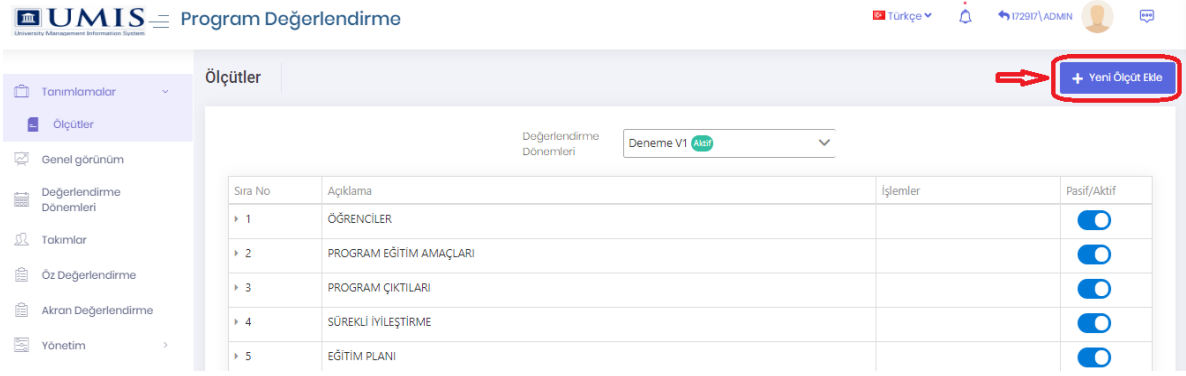 UMIS
University Management Information System
Program Değerlendirme
Türkçe
172917\ADMIN
Tanımlamalar
Ölçütler
Genel görünüm
Değerlendirme
Dönemleri
Takımlar
Öz Değerlendirme
Akran Değerlendirme
Yönetim
Ölçütler
+ Yeni Ölçüt Ekle
Değerlendirme
Dönemleri
Deneme V1 Aktif
Sıra No Açıklama İşlemler Pasif/Aktif
1 ÖĞRENCİLER
2 PROGRAM EĞİTİM AMAÇLARI
3 PROGRAM ÇIKTILARI
4 SÜREKLİ İYİLEŞTİRME
5 EĞİTİM PLANI